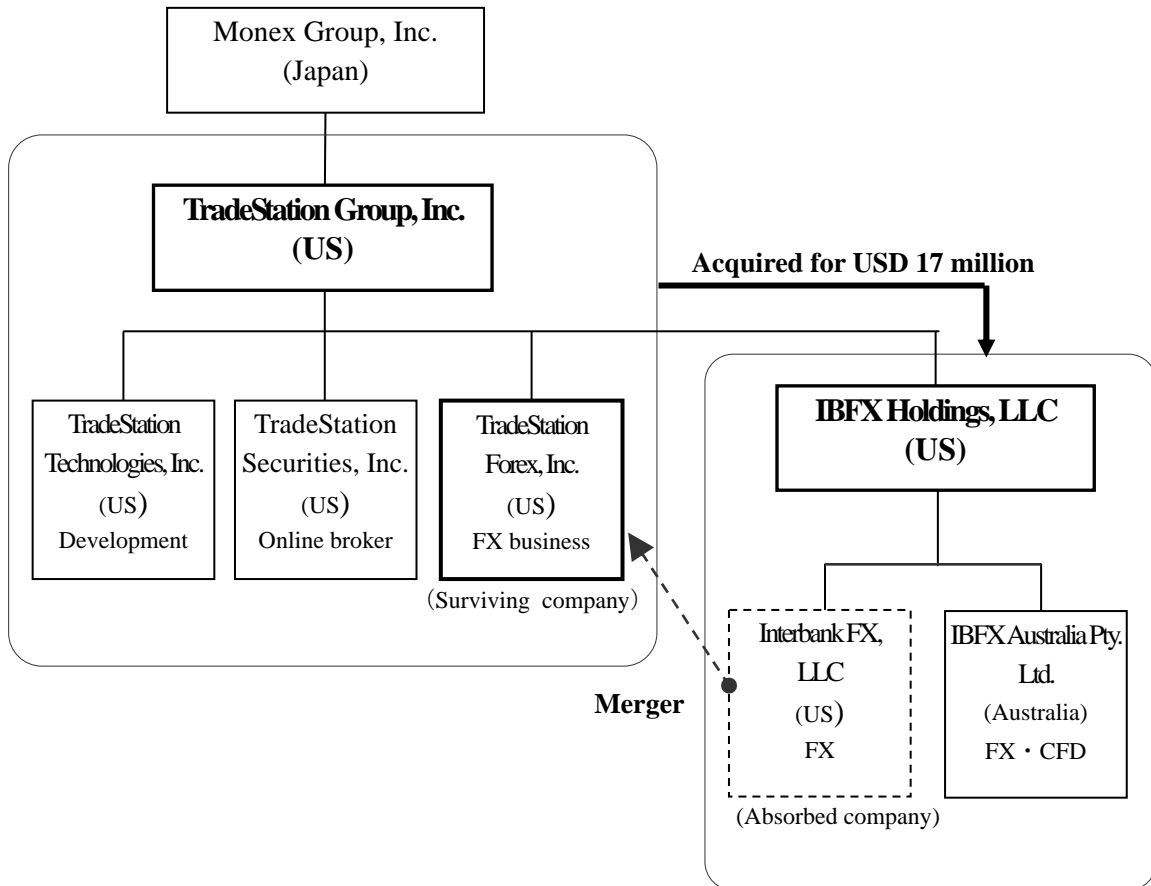 Monex Group, Inc.
(Japan)
TradeStation Group, Inc.
(US)
Acquired for USD 17 million
TradeStation
Technologies, Inc.
(US)
Development
TradeStation
Securities, Inc.
(US)
Online broker
TradeStation
Forex, Inc.
(US)
FX business
(Surviving company)
IBFX Holdings, LLC
(US)
Merger
Interbank FX,
LLC
(US)
FX
(Absorbed company)
IBFX Australia Pty.
Ltd.
(Australia)
FX・CFD